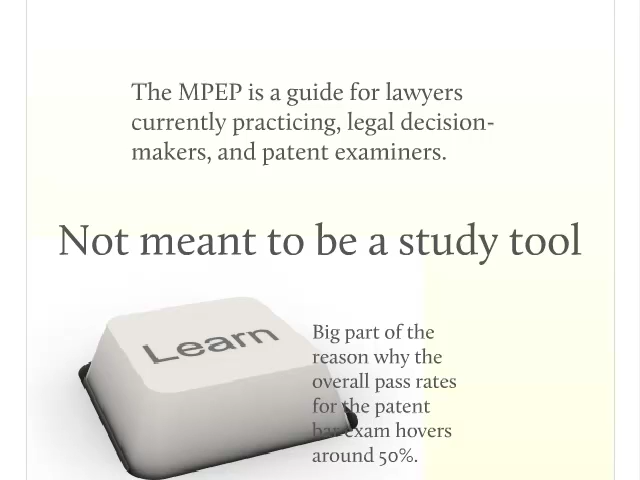 The MPEP is a guide for lawyers
currently practicing, legal decision-
makers, and patent examiners.
Not meant to be a study tool
Learn
Big part of the
reason why the
overall pass rates
for the patent
bar exam hovers
around 50%.